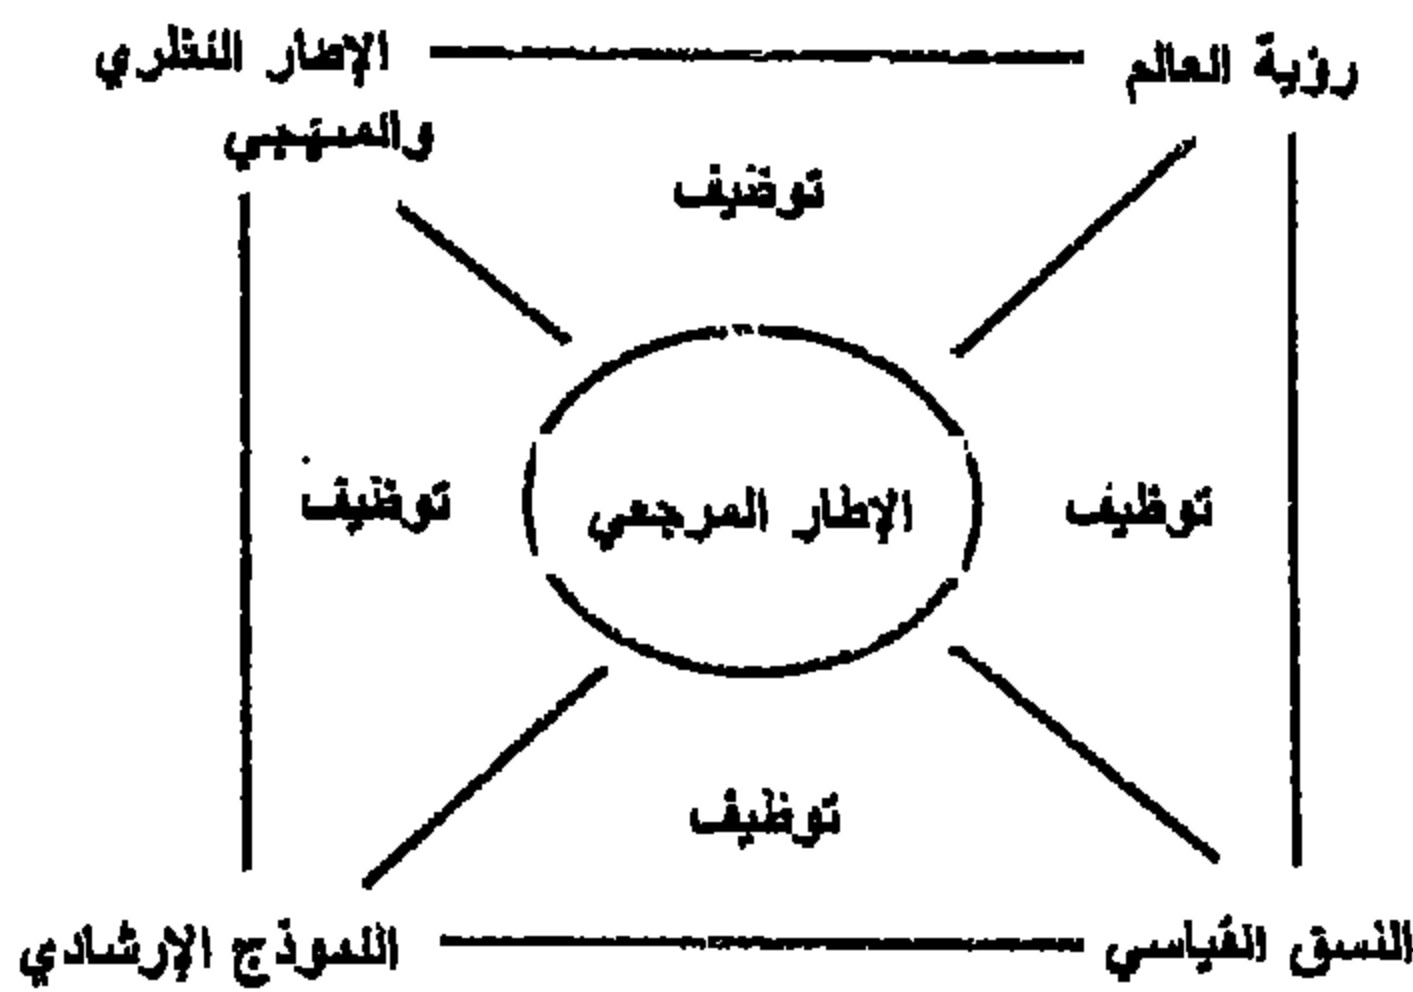 رؤية العالم
الإطار النظري
والمنهجي
توظيف
توظيف
الإطار المرجعي
توظيف
توظيف
النسق القياسي
النموذج الإرشادي